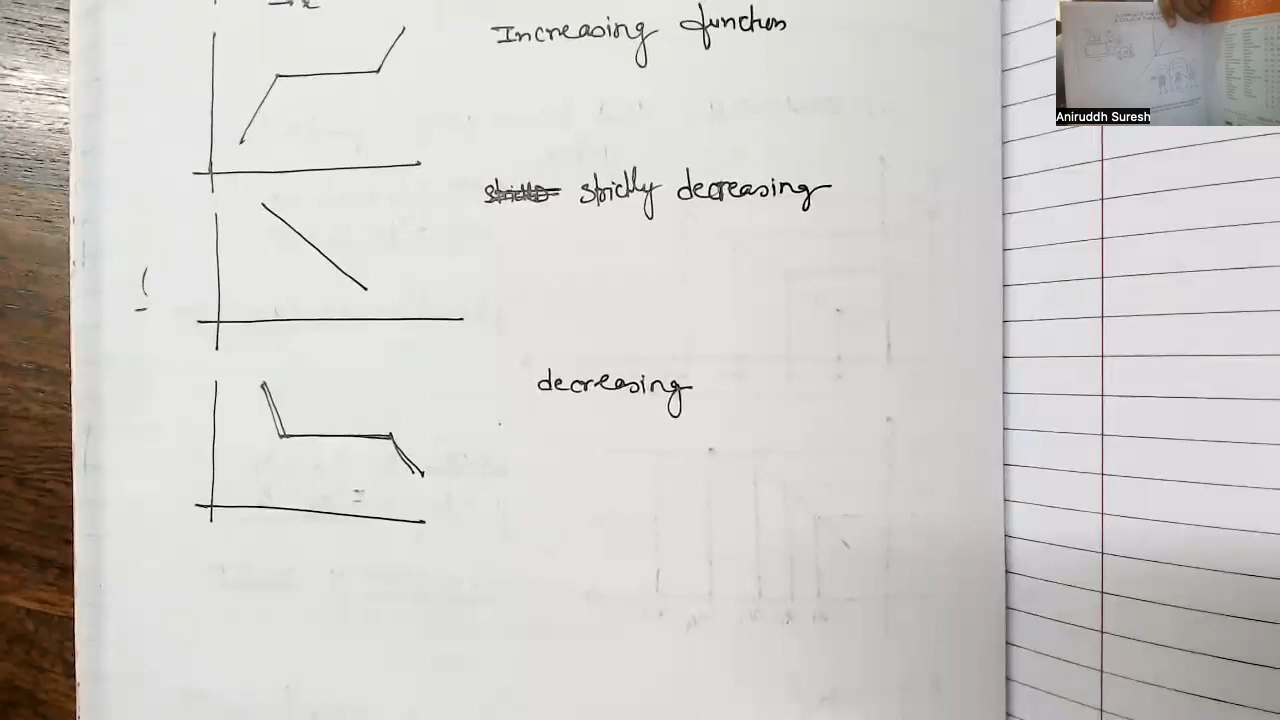 →x
Increasing function
strictly decreasing
decreasing
Aniruddh Suresh